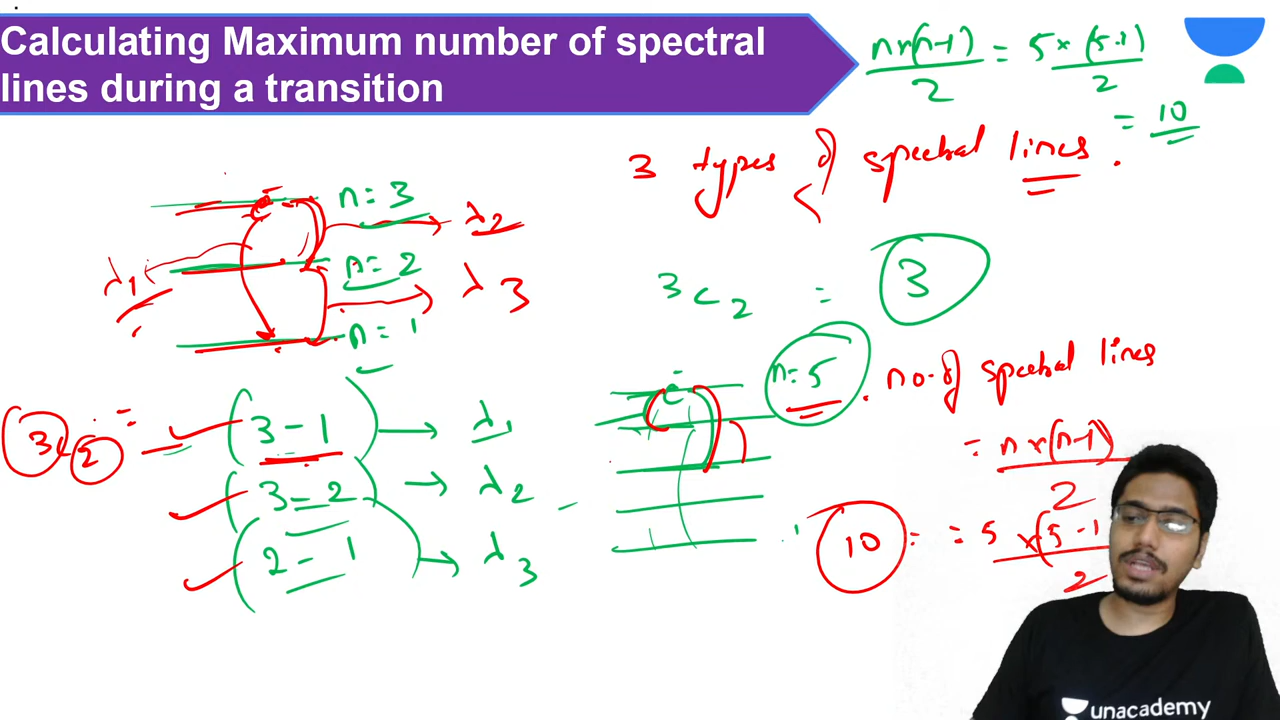 Calculating Maximum number of spectral
lines during a transition
n×(n-1)/2 = 5×(5-1)/2
= 10
3 types of spectral lines.
n=3
λ2
n=2
λ1
λ3
n=1
3c2 = 3
n=5
no. of spectral lines
= n×(n-1)/2
= 5×(5-1)/2
10 =
3c2 =
3-1 → λ1
3-2 → λ2
2-1 → λ3
e-
unacademy